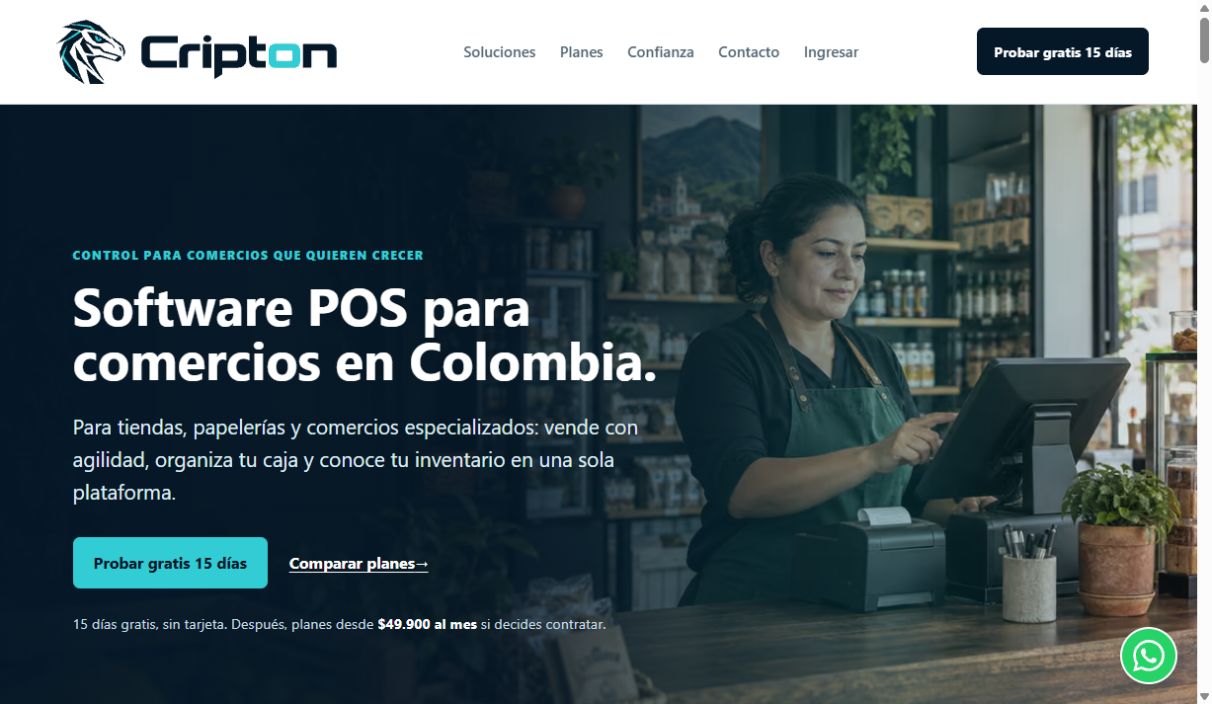 Cripton
Soluciones
Planes
Confianza
Contacto
Ingresar
Probar gratis 15 días
CONTROL PARA COMERCIOS QUE QUIEREN CRECER
Software POS para
comercios en Colombia.
Para tiendas, papelerías y comercios especializados: vende con
agilidad, organiza tu caja y conoce tu inventario en una sola
plataforma.
Probar gratis 15 días
Comparar planes→
15 días gratis, sin tarjeta. Después, planes desde $49.900 al mes si decides contratar.